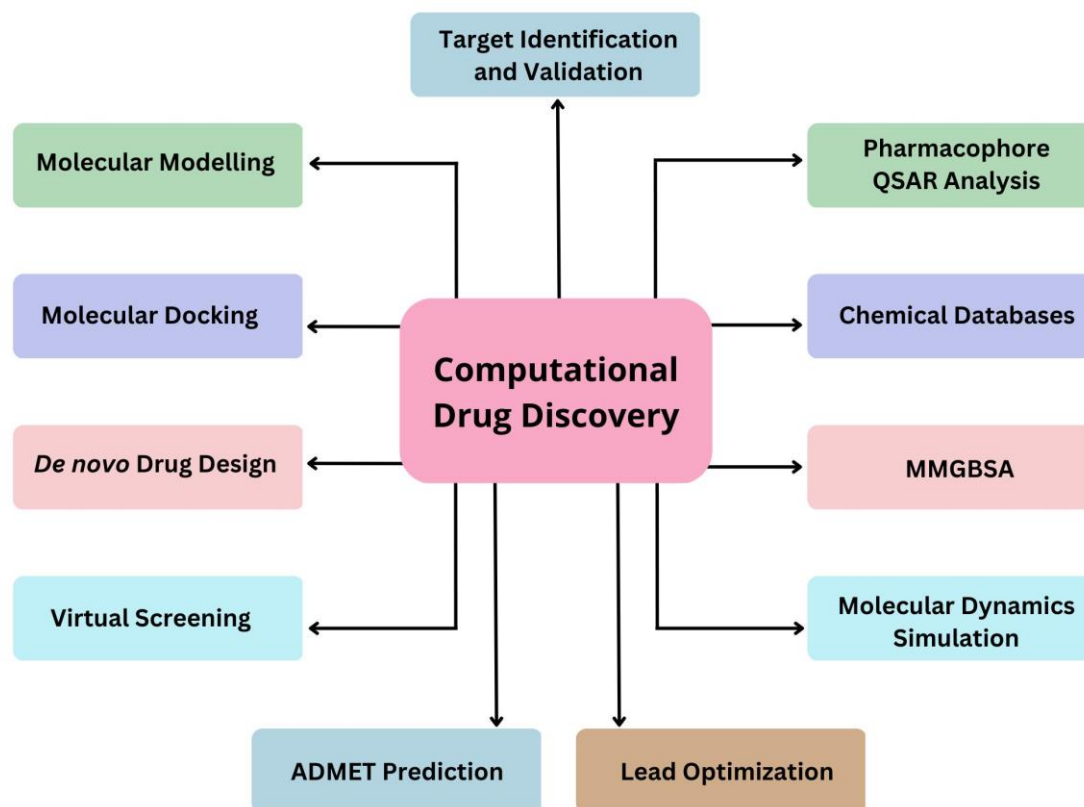 Target Identification
and Validation
Molecular Modelling
Pharmacophore
QSAR Analysis
Molecular Docking
Chemical Databases
Computational
Drug Discovery
De novo Drug Design
MMGBSA
Virtual Screening
Molecular Dynamics
Simulation
ADMET Prediction
Lead Optimization